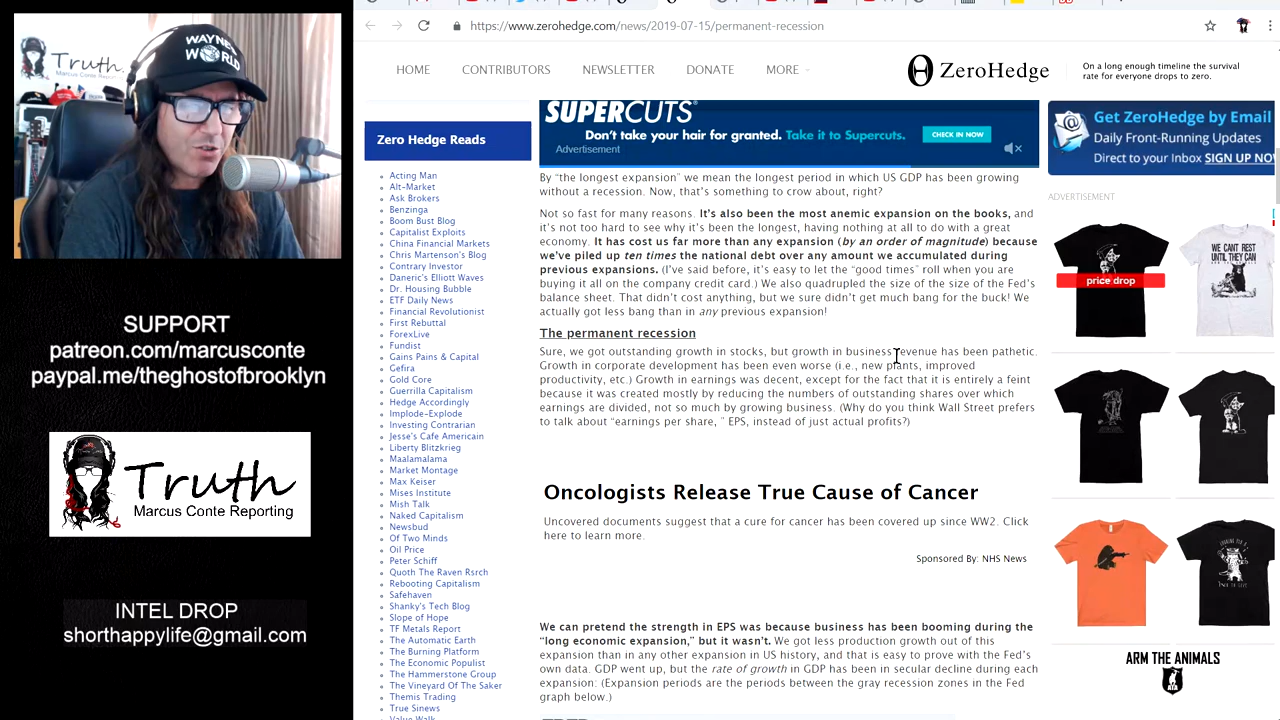 https://www.zerohedge.com/news/2019-07-15/permanent-recession
HOME
CONTRIBUTORS
NEWSLETTER
DONATE
MORE
ZeroHedge
On a long enough timeline the survival
rate for everyone drops to zero.
WAYNE'S
WORLD
Truth
Marcus Conte Reporting
SUPPORT
patreon.com/marcusconte
paypal.me/theghostofbrooklyn
Truth
Marcus Conte Reporting
INTEL DROP
shorthappylife@gmail.com
Zero Hedge Reads
Acting Man
Alt-Market
Ask Brokers
Benzinga
Boom Bust Blog
Capitalist Exploits
China Financial Markets
Chris Martenson's Blog
Contrary Investor
Daneric's Elliott Waves
Dr. Housing Bubble
ETF Daily News
Financial Revolutionist
First Rebuttal
ForexLive
Fundist
Gains Pains & Capital
Gefira
Gold Core
Guerrilla Capitalism
Hedge Accordingly
Implode-Explode
Investing Contrarian
Jesse's Cafe Americain
Liberty Blitzkrieg
Maalamalama
Market Montage
Max Keiser
Mises Institute
Mish Talk
Naked Capitalism
Newsbud
Of Two Minds
Oil Price
Peter Schiff
Quoth The Raven Rsrch
Rebooting Capitalism
Safehaven
Shanky's Tech Blog
Slope of Hope
TF Metals Report
The Automatic Earth
The Burning Platform
The Economic Populist
The Hammerstone Group
The Vineyard Of The Saker
Themis Trading
True Sinews
Value Walk
SUPERCUTS®
Don't take your hair for granted. Take it to Supercuts.
CHECK IN NOW
Advertisement
By “the longest expansion” we mean the longest period in which US GDP has been growing
without a recession. Now, that's something to crow about, right?
Not so fast for many reasons. It's also been the most anemic expansion on the books, and
it's not too hard to see why it's been the longest, having nothing at all to do with a great
economy. It has cost us far more than any expansion (by an order of magnitude) because
we've piled up ten times the national debt over any amount we accumulated during
previous expansions. (I've said before, it's easy to let the “good times” roll when you are
buying it all on the company credit card.) We also quadrupled the size of the size of the Fed's
balance sheet. That didn't cost anything, but we sure didn't get much bang for the buck! We
actually got less bang than in any previous expansion!
The permanent recession
Sure, we got outstanding growth in stocks, but growth in business revenue has been pathetic.
Growth in corporate development has been even worse (i.e., new plants, improved
productivity, etc.) Growth in earnings was decent, except for the fact that it is entirely a feint
because it was created mostly by reducing the numbers of outstanding shares over which
earnings are divided, not so much by growing business. (Why do you think Wall Street prefers
to talk about “earnings per share, ” EPS, instead of just actual profits?)
Oncologists Release True Cause of Cancer
Uncovered documents suggest that a cure for cancer has been covered up since WW2. Click
here to learn more.
Sponsored By: NHS News
We can pretend the strength in EPS was because business has been booming during the
“long economic expansion,” but it wasn't. We got less production growth out of this
expansion than in any other expansion in US history, and that is easy to prove with the Fed's
own data. GDP went up, but the rate of growth in GDP has been in secular decline during each
expansion: (Expansion periods are the periods between the gray recession zones in the Fed
graph below.)
Get ZeroHedge by Email
Daily Front-Running Updates
Direct to your Inbox SIGN UP NO
ADVERTISEMENT
price drop
WE CAN'T REST
UNTIL THEY CAN
ARM THE ANIMALS